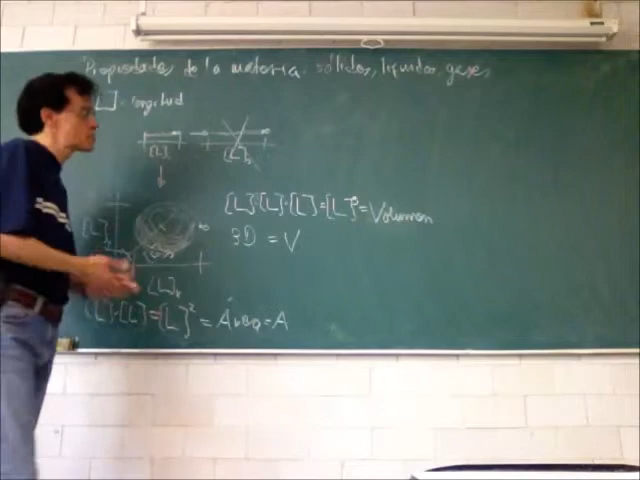 Propiedades de la materia: sólidos, líquidos, gases
[L] = longitud
[L]
[L]·[L]·[L] = [L]³ = Volumen
3D = V
[L]·[L] = [L]² = Área = A